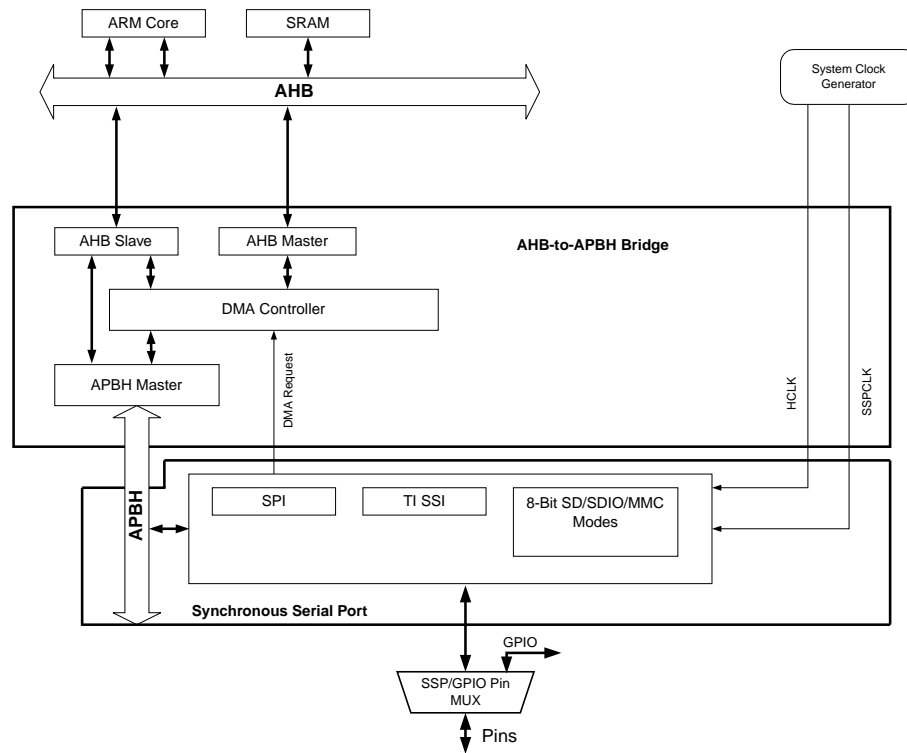 ARM Core
SRAM
System Clock
Generator
AHB
AHB Slave
AHB Master
AHB-to-APBH Bridge
DMA Controller
APBH Master
DMA Request
HCLK
SSPCLK
APBH
SPI
TI SSI
8-Bit SD/SDIO/MMC
Modes
Synchronous Serial Port
GPIO
SSP/GPIO Pin
MUX
Pins